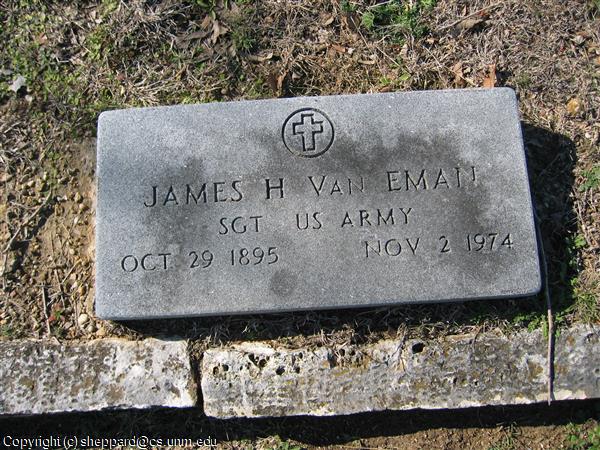 JAMES H VAN EMAN
SGT US ARMY
OCT 29 1895 NOV 2 1974
Copyright (c) sheppard@cs.unm.edu